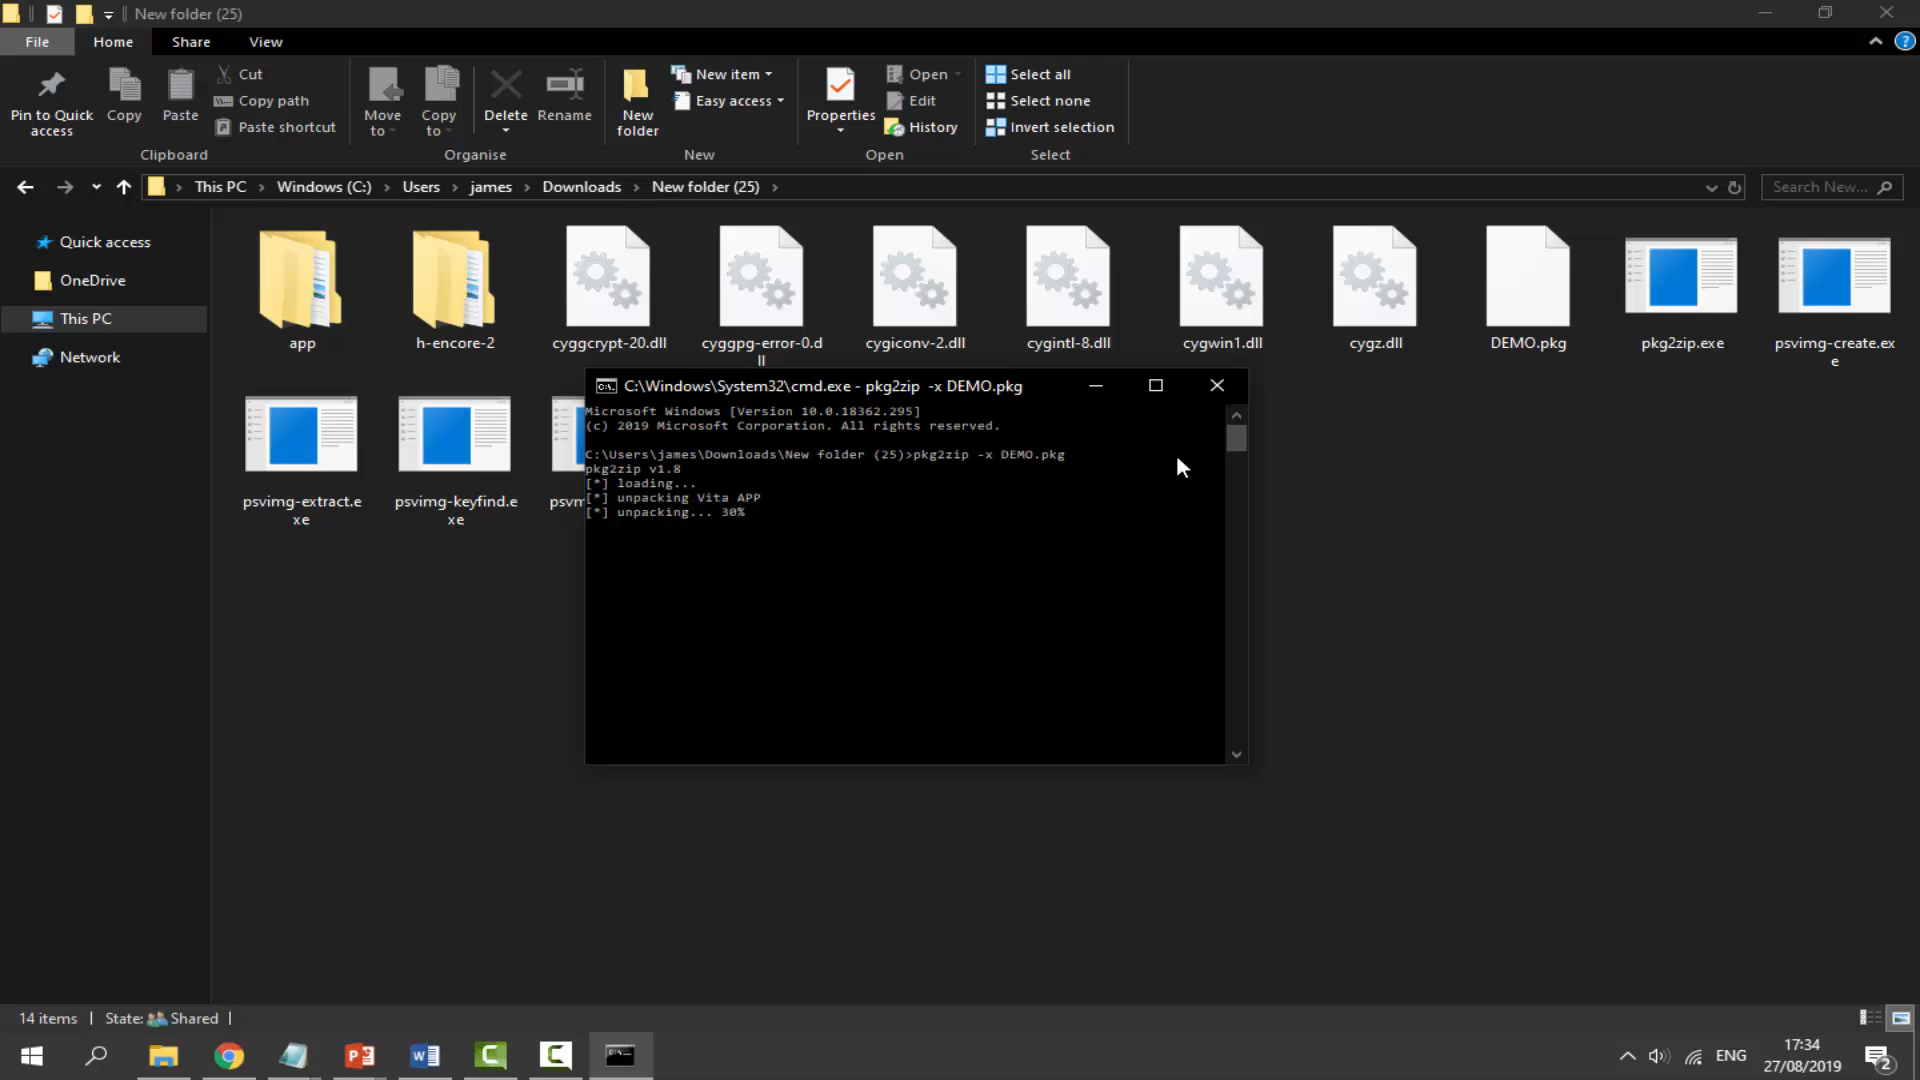 New folder (25)
File Home Share View
Pin to Quick access
Copy
Paste
Cut
Copy path
Paste shortcut
Clipboard
Move to
Copy to
Delete
Rename
Organise
New folder
New item
Easy access
New
Properties
Open
Edit
History
Open
Select all
Select none
Invert selection
Select
This PC › Windows (C:) › Users › james › Downloads › New folder (25) ›
Search New...
Quick access
OneDrive
This PC
Network
app
h-encore-2
cyggcrypt-20.dll
cyggpg-error-0.d
ll
cygiconv-2.dll
cygintl-8.dll
cygwin1.dll
cygz.dll
DEMO.pkg
pkg2zip.exe
psvimg-create.ex
e
psvimg-extract.e
xe
psvimg-keyfind.e
xe
C:\Windows\System32\cmd.exe - pkg2zip  -x DEMO.pkg
Microsoft Windows [Version 10.0.18362.295]
(c) 2019 Microsoft Corporation. All rights reserved.
C:\Users\james\Downloads\New folder (25)>pkg2zip -x DEMO.pkg
pkg2zip v1.8
[*] loading...
[*] unpacking Vita APP
[*] unpacking... 30%
14 items
State: Shared
ENG
17:34
27/08/2019
2